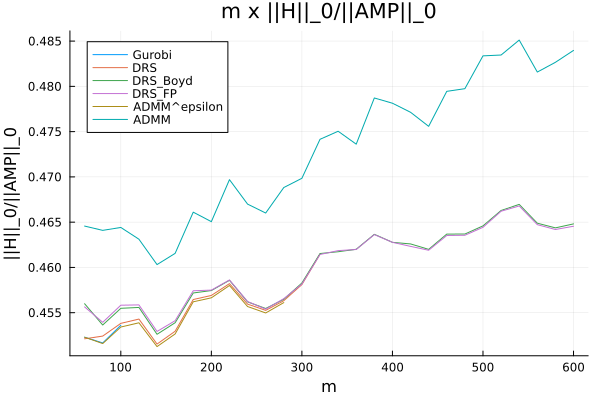 m x ||H||_0/||AMP||_0
||H||_0/||AMP||_0
0.485
0.480
0.475
0.470
0.465
0.460
0.455
Gurobi
DRS
DRS_Boyd
DRS_FP
ADMM^epsilon
ADMM
100
200
300
400
500
600
m